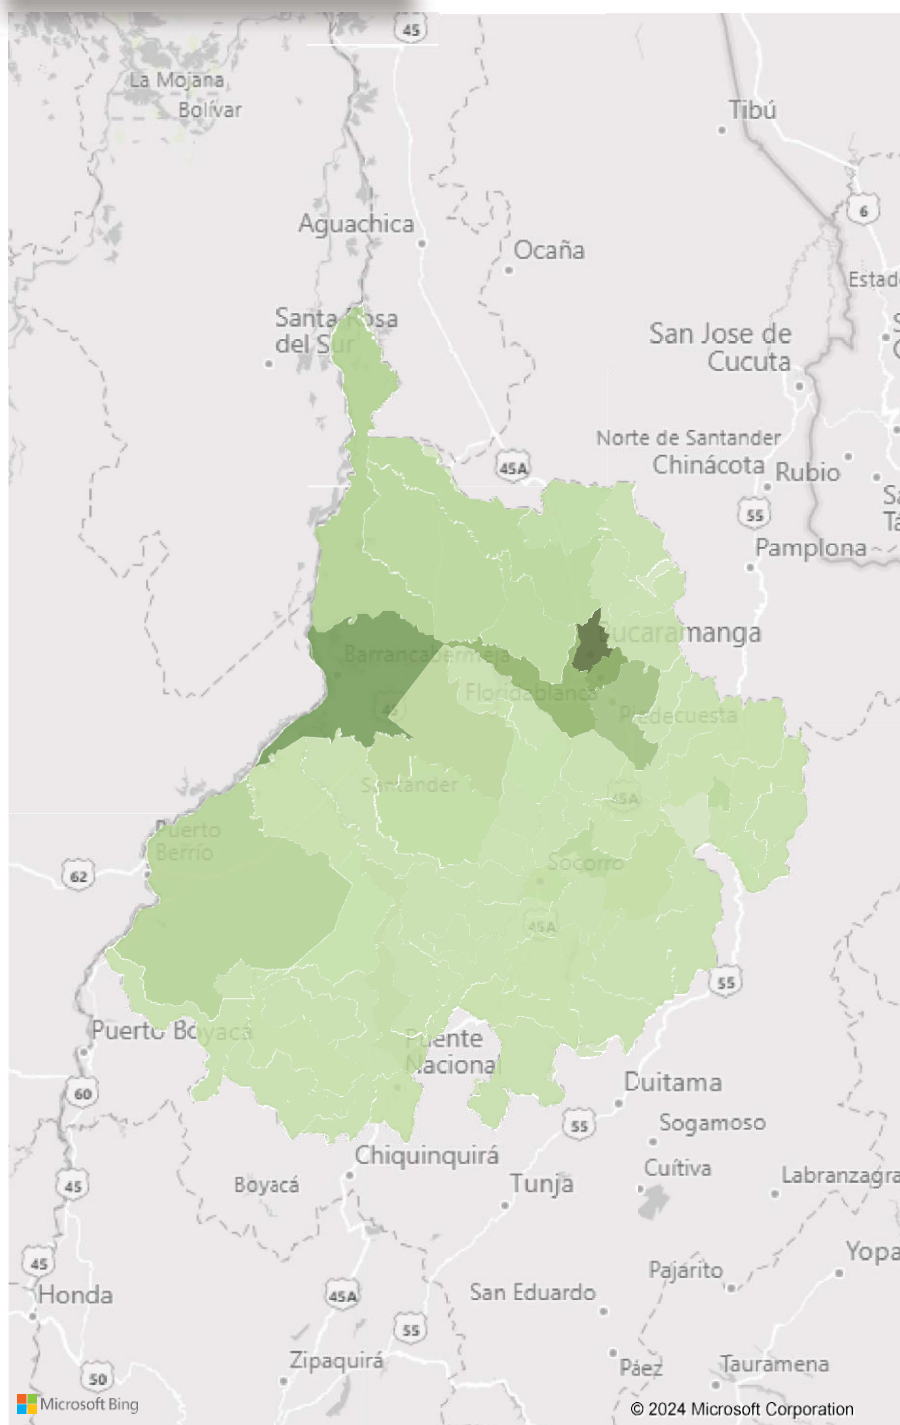 45
La Mojana
Bolívar
Tibú
6
Aguachica
Ocaña
Estad
Santa Rosa
del Sur
San Jose de
Cucuta
Norte de Santander
Chinácota
Rubio
45A
55
Pamplona
Bucaramanga
Barrancabermeja
Floridablanca
45
Piedecuesta
Santander
45A
Puerto
Berrío
62
Socorro
45A
55
Puerto Boyacá
Puente
Nacional
60
Duitama
55
Sogamoso
Chiquinquirá
Cuítiva
45
Boyacá
Tunja
Labranzagra
45
Yopa
Pajárito
Honda
45A
San Eduardo
55
Zipaquirá
Páez
Tauramena
50
Microsoft Bing
© 2024 Microsoft Corporation